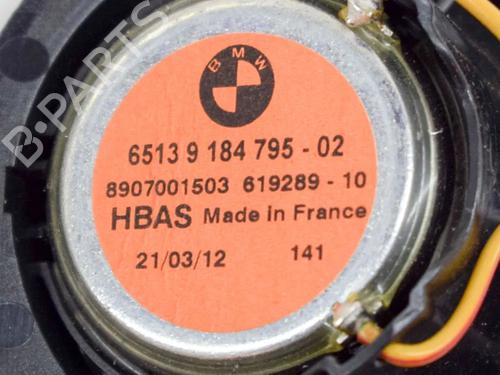 BMW
6513 9 184 795 - 02
8907001503 619289 - 10
HBAS Made in France
21/03/12 141
B-PARTS